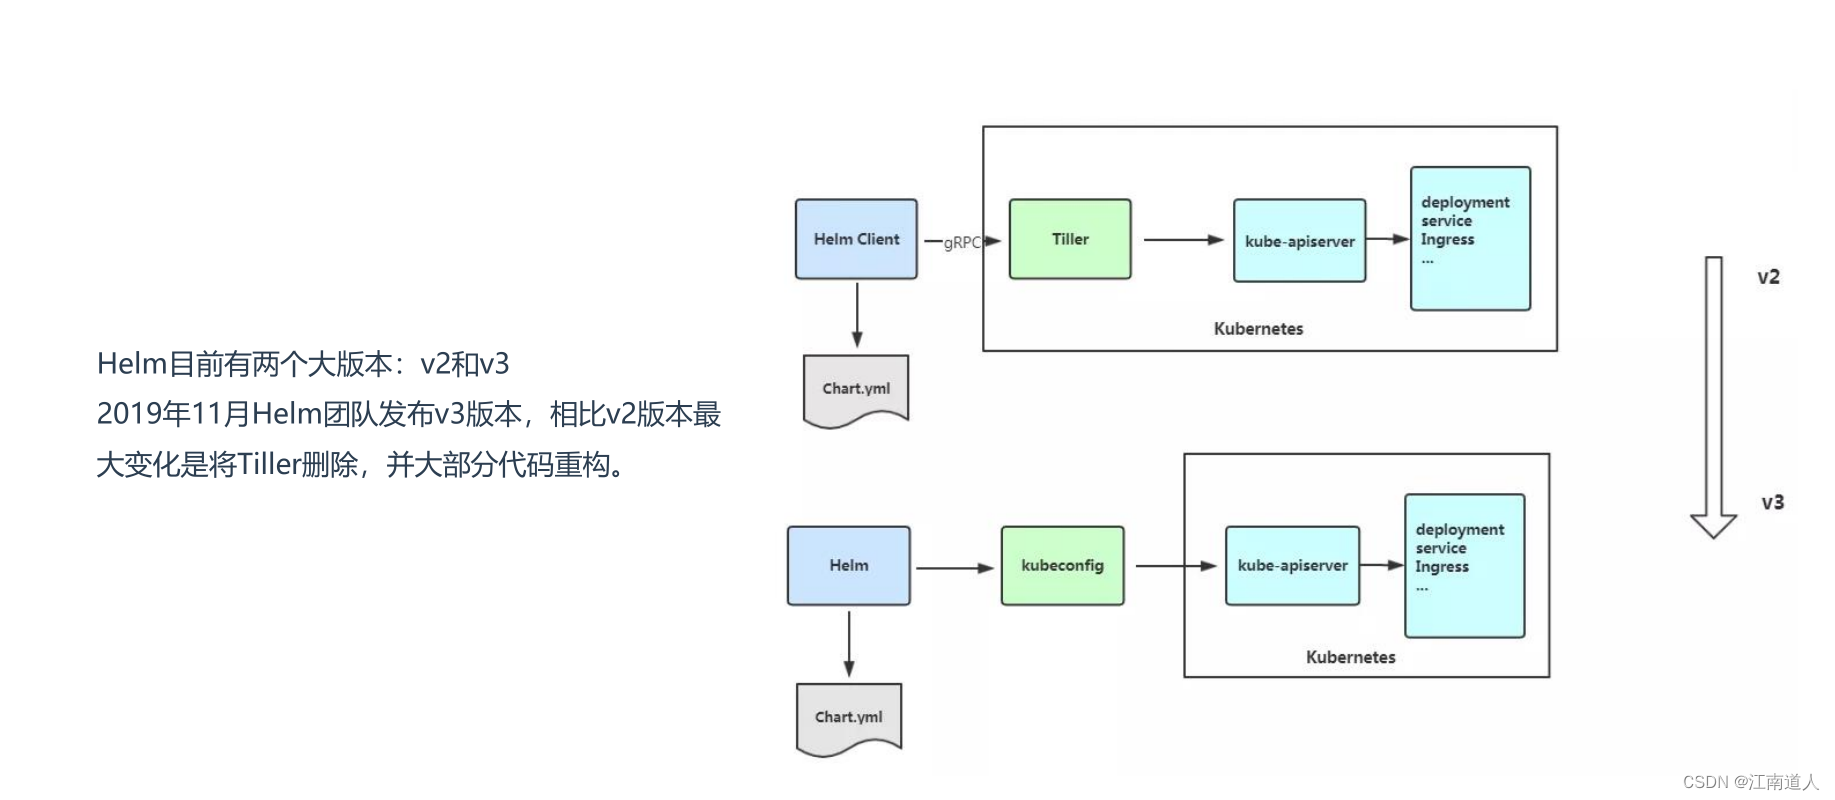 Helm目前有两个大版本：v2和v3
2019年11月Helm团队发布v3版本，相比v2版本最
大变化是将Tiller删除，并大部分代码重构。
Helm Client
gRPC
Tiller
kube-apiserver
deployment
service
Ingress
...
Kubernetes
Chart.yml
v2
v3
Helm
kubeconfig
kube-apiserver
deployment
service
Ingress
...
Kubernetes
Chart.yml
CSDN @江南道人